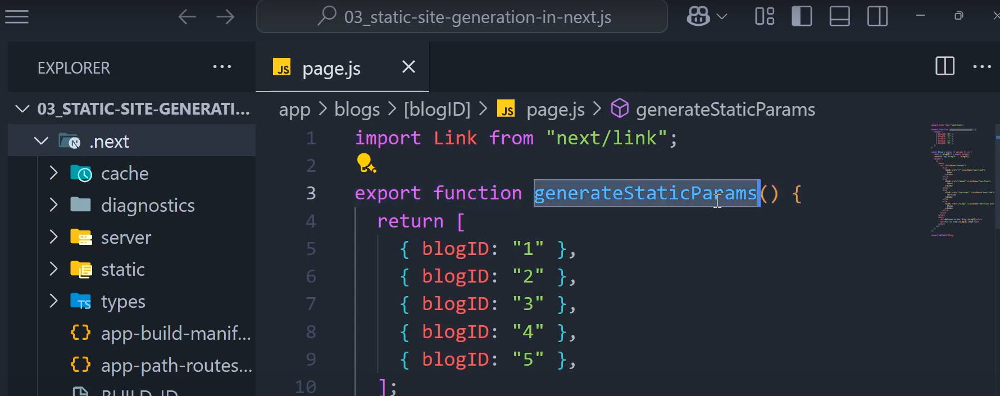 03_static-site-generation-in-next.js
EXPLORER
JS page.js
03_STATIC-SITE-GENERATI...
app > blogs > [blogID] > JS page.js > generateStaticParams
.next
cache
diagnostics
server
static
TS types
{} app-build-manif...
{} app-path-routes...
BUILD_ID
1 import Link from "next/link";
2
3 export function generateStaticParams() {
4 return [
5 { blogID: "1" },
6 { blogID: "2" },
7 { blogID: "3" },
8 { blogID: "4" },
9 { blogID: "5" },
10 ];